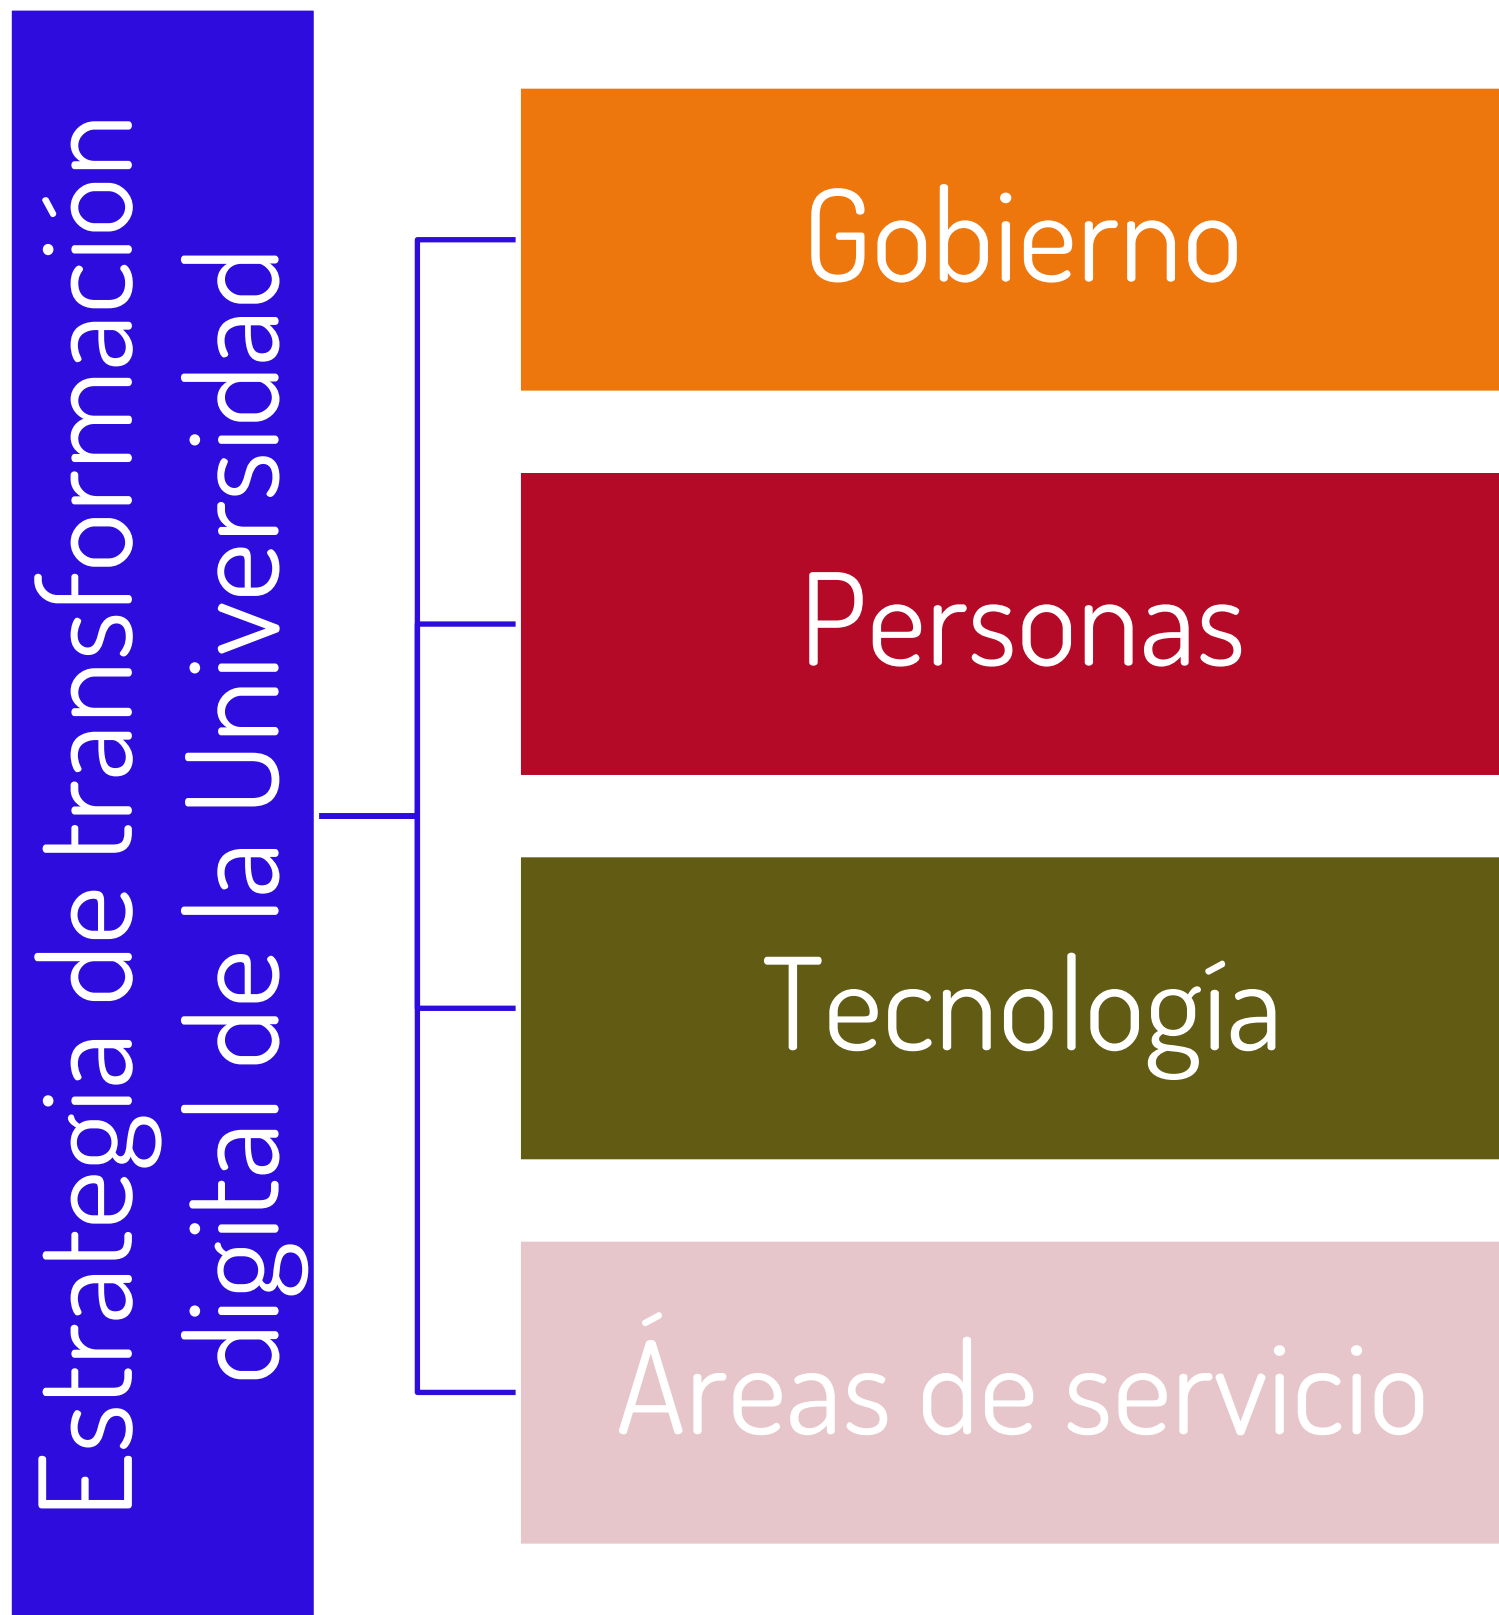 Estrategia de transformación
digital de la Universidad
Gobierno
Personas
Tecnología
Áreas de servicio